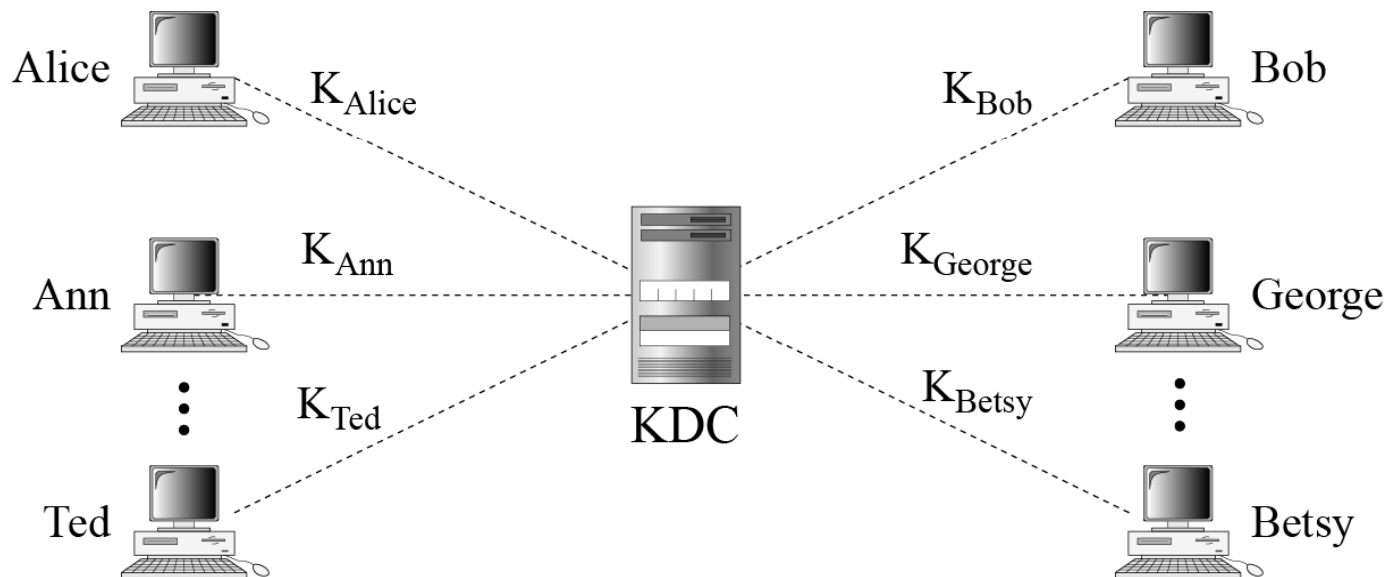 Alice
K_Alice
K_Bob
Bob
Ann
K_Ann
K_George
George
K_Ted
KDC
K_Betsy
Ted
Betsy